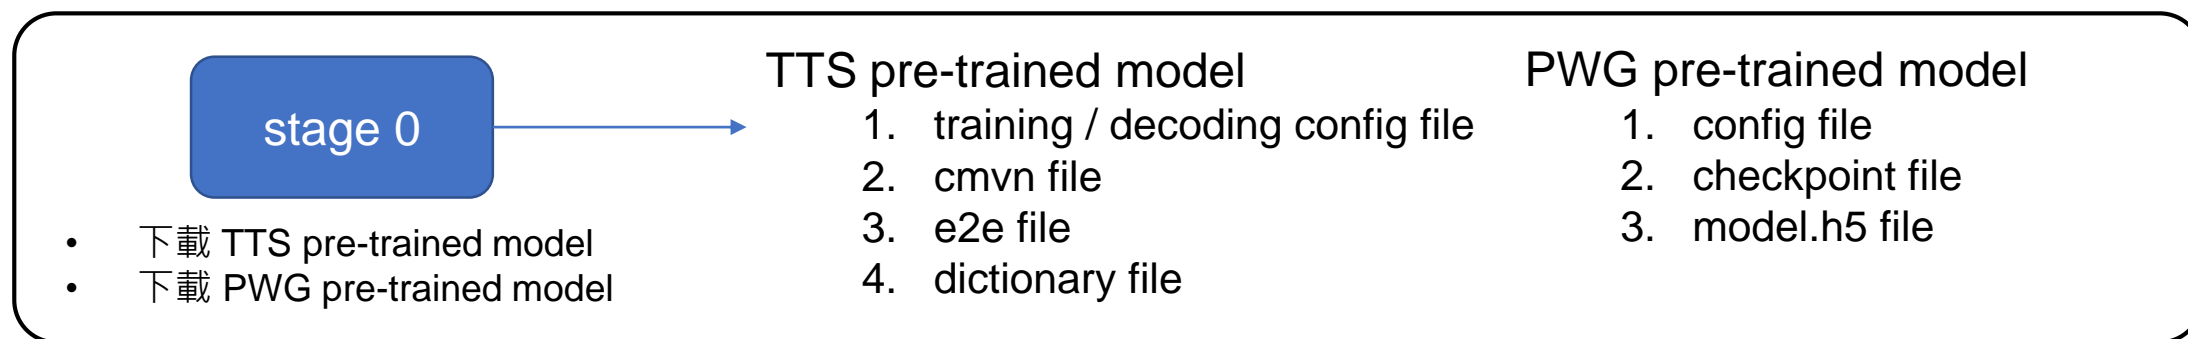 stage 0
• 下載 TTS pre-trained model
• 下載 PWG pre-trained model
TTS pre-trained model
1. training / decoding config file
2. cmvn file
3. e2e file
4. dictionary file
PWG pre-trained model
1. config file
2. checkpoint file
3. model.h5 file